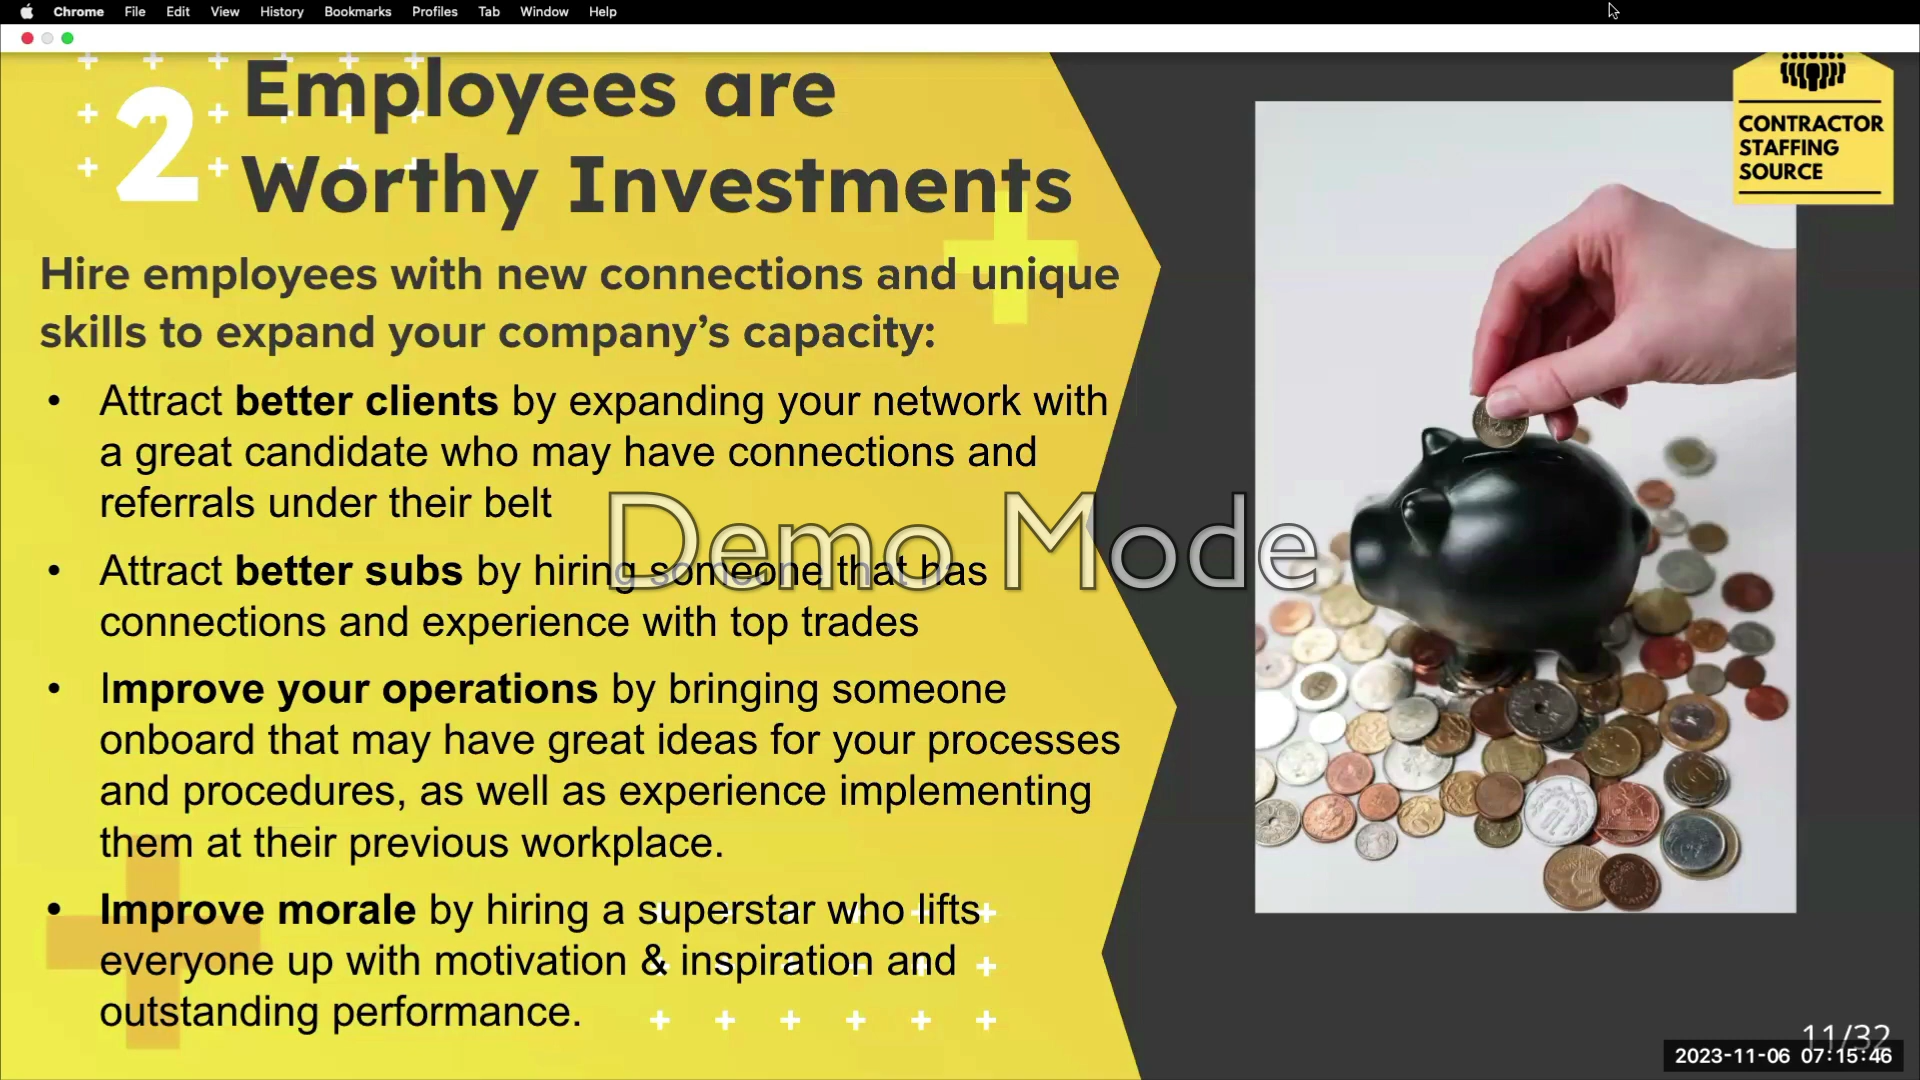 Chrome File Edit View History Bookmarks Profiles Tab Window Help
2
Employees are
Worthy Investments
CONTRACTOR
STAFFING
SOURCE
Hire employees with new connections and unique
skills to expand your company’s capacity:
• Attract better clients by expanding your network with
a great candidate who may have connections and
referrals under their belt
• Attract better subs by hiring someone that has
connections and experience with top trades
• Improve your operations by bringing someone
onboard that may have great ideas for your processes
and procedures, as well as experience implementing
them at their previous workplace.
• Improve morale by hiring a superstar who lifts
everyone up with motivation & inspiration and
outstanding performance.
Demo Mode
11/32
2023-11-06 07:15:46